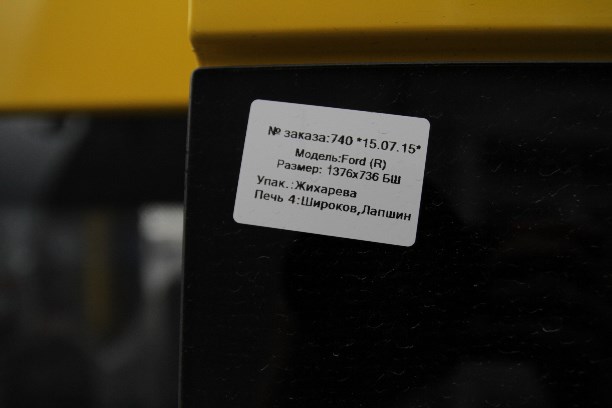 № заказа:740 *15.07.15*
Модель:Ford (R)
Размер: 1376x736 БШ
Упак.:Жихарева
Печь 4:Широков,Лапшин